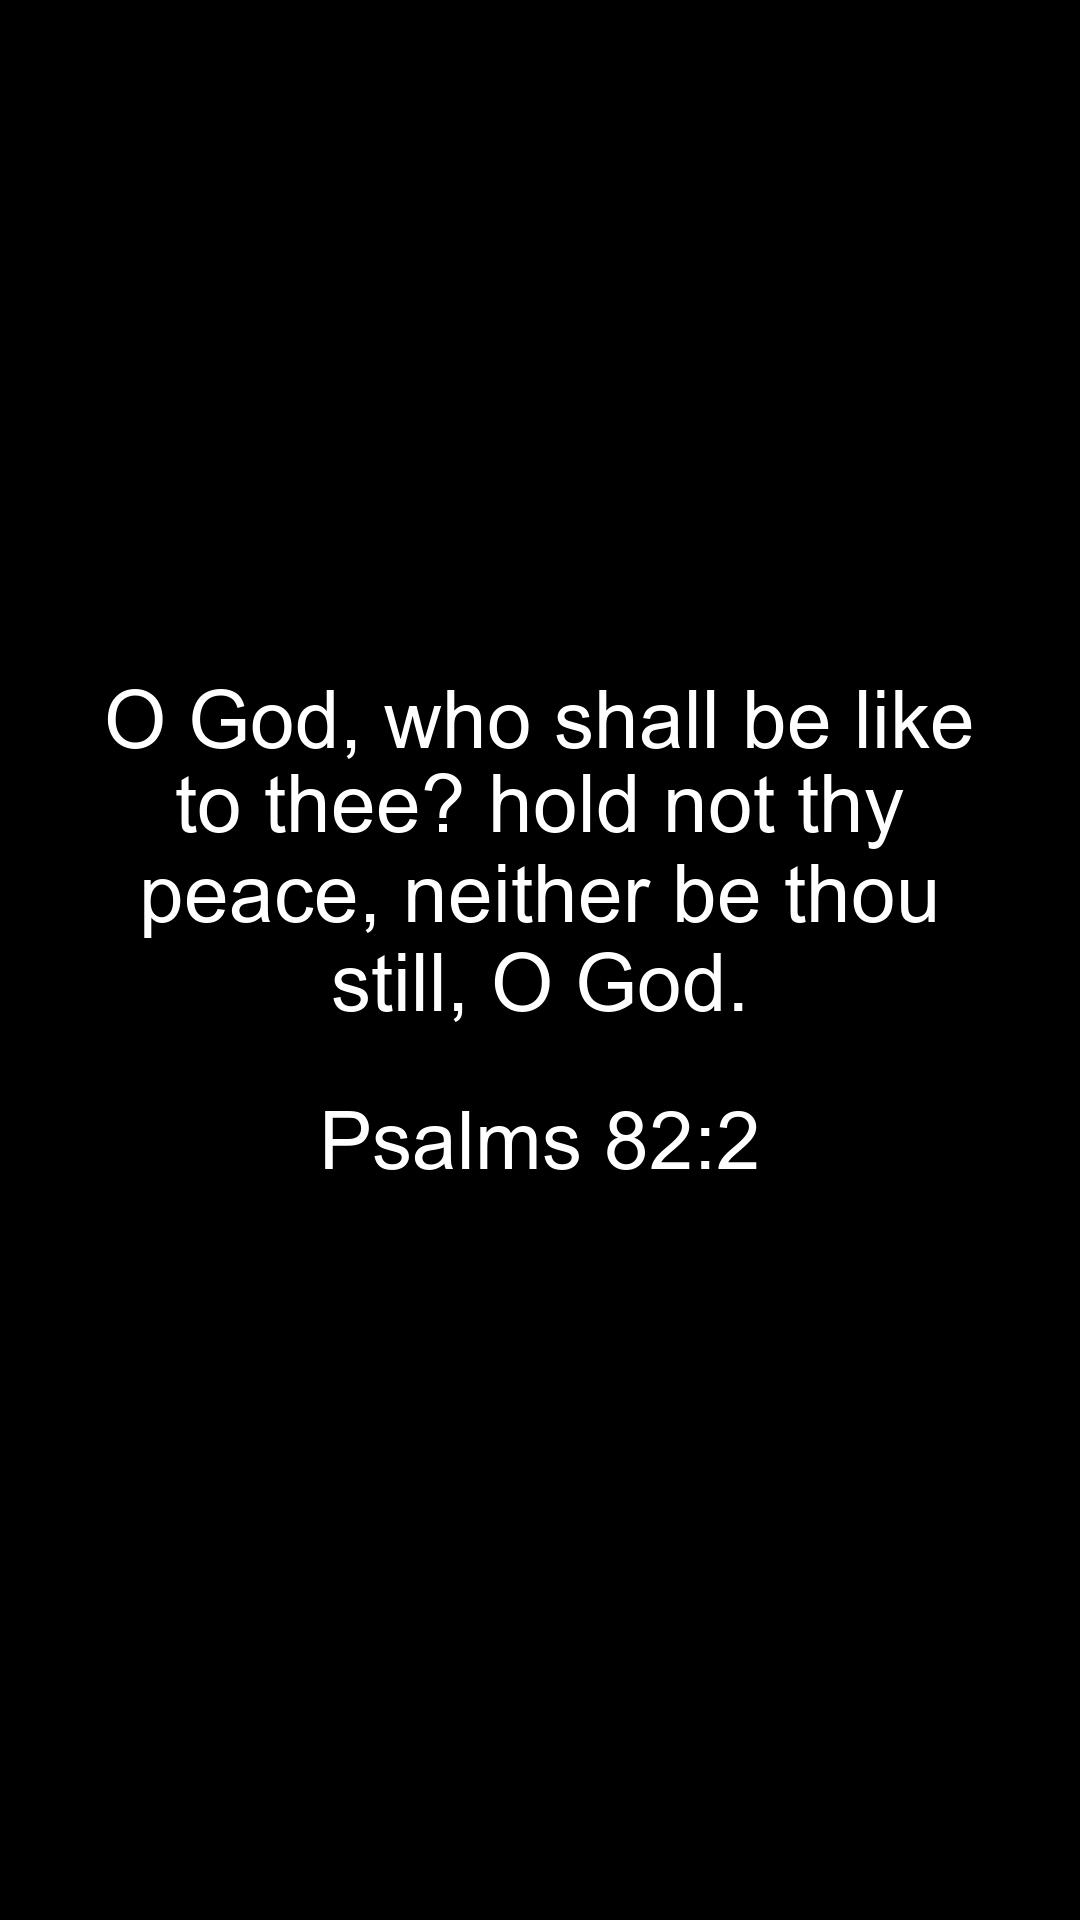 O God, who shall be like
to thee? hold not thy
peace, neither be thou
still, O God.
Psalms 82:2